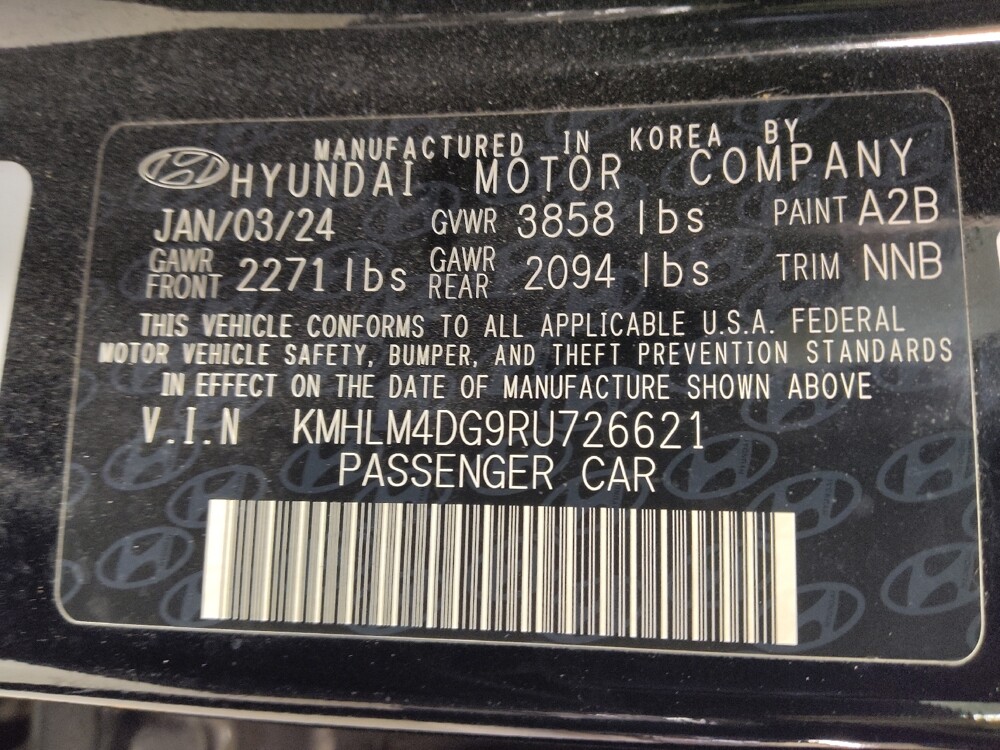 MANUFACTURED IN KOREA BY
HYUNDAI MOTOR COMPANY
JAN/03/24 GVWR 3858 lbs PAINT A2B
GAWR FRONT 2271 lbs GAWR REAR 2094 lbs TRIM NNB
THIS VEHICLE CONFORMS TO ALL APPLICABLE U.S.A. FEDERAL
MOTOR VEHICLE SAFETY, BUMPER, AND THEFT PREVENTION STANDARDS
IN EFFECT ON THE DATE OF MANUFACTURE SHOWN ABOVE
V.I.N KMHLM4DG9RU726621
PASSENGER CAR